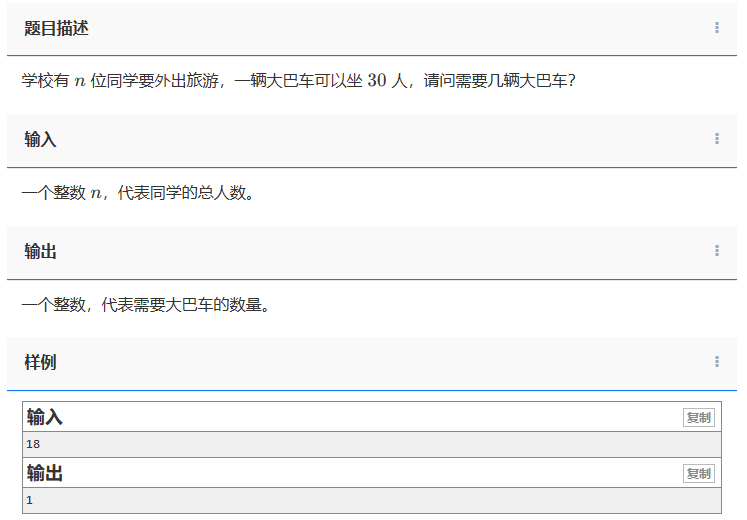 题目描述
学校有 n 位同学要外出旅游，一辆大巴车可以坐 30 人，请问需要几辆大巴车？
输入
一个整数 n，代表同学的总人数。
输出
一个整数，代表需要大巴车的数量。
样例
输入 复制
18
输出 复制
1